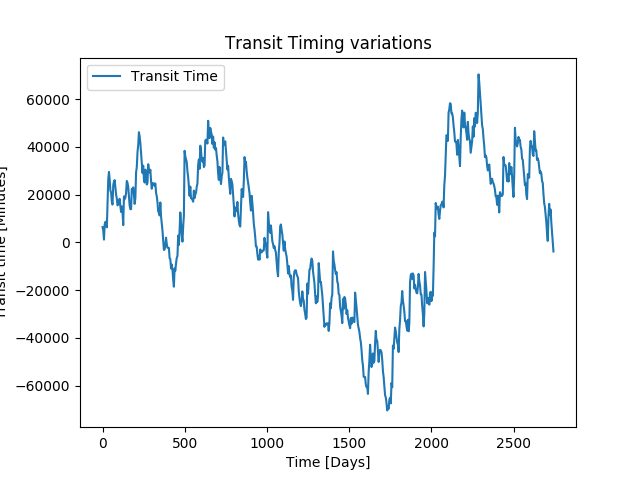 Transit Timing variations
Transit Time
60000
40000
20000
0
−20000
−40000
−60000
Transit time [Minutes]
0 500 1000 1500 2000 2500
Time [Days]